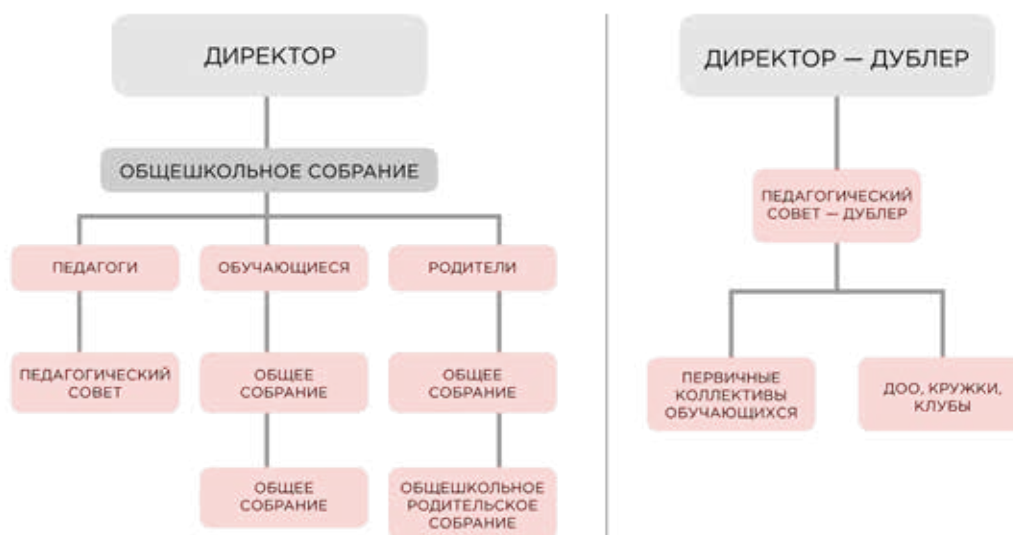 ДИРЕКТОР
ОБЩЕШКОЛЬНОЕ СОБРАНИЕ
ПЕДАГОГИ
ОБУЧАЮЩИЕСЯ
РОДИТЕЛИ
ПЕДАГОГИЧЕСКИЙ
СОВЕТ
ОБЩЕЕ
СОБРАНИЕ
ОБЩЕЕ
СОБРАНИЕ
ОБЩЕЕ
СОБРАНИЕ
ОБЩЕШКОЛЬНОЕ
РОДИТЕЛЬСКОЕ
СОБРАНИЕ
ДИРЕКТОР — ДУБЛЕР
ПЕДАГОГИЧЕСКИЙ
СОВЕТ — ДУБЛЕР
ПЕРВИЧНЫЕ
КОЛЛЕКТИВЫ
ОБУЧАЮЩИХСЯ
ДОО, КРУЖКИ,
КЛУБЫ